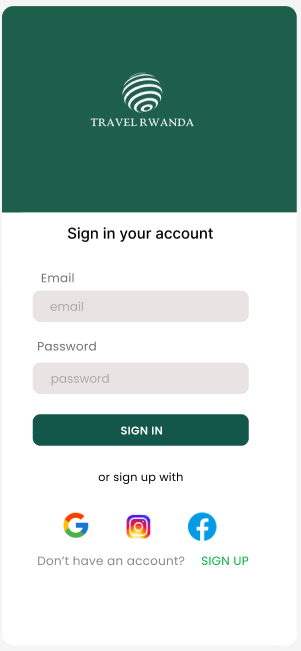 TRAVEL RWANDA
Sign in your account
Email
email
Password
password
SIGN IN
or sign up with
Don't have an account? SIGN UP